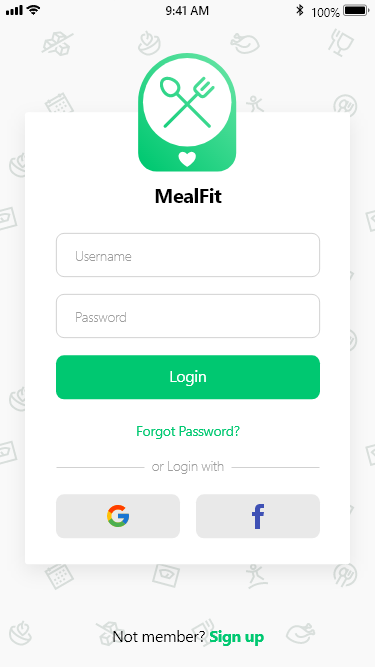 9:41 AM 100%
MealFit
Username
Password
Login
Forgot Password?
or Login with
G f
Not member? Sign up